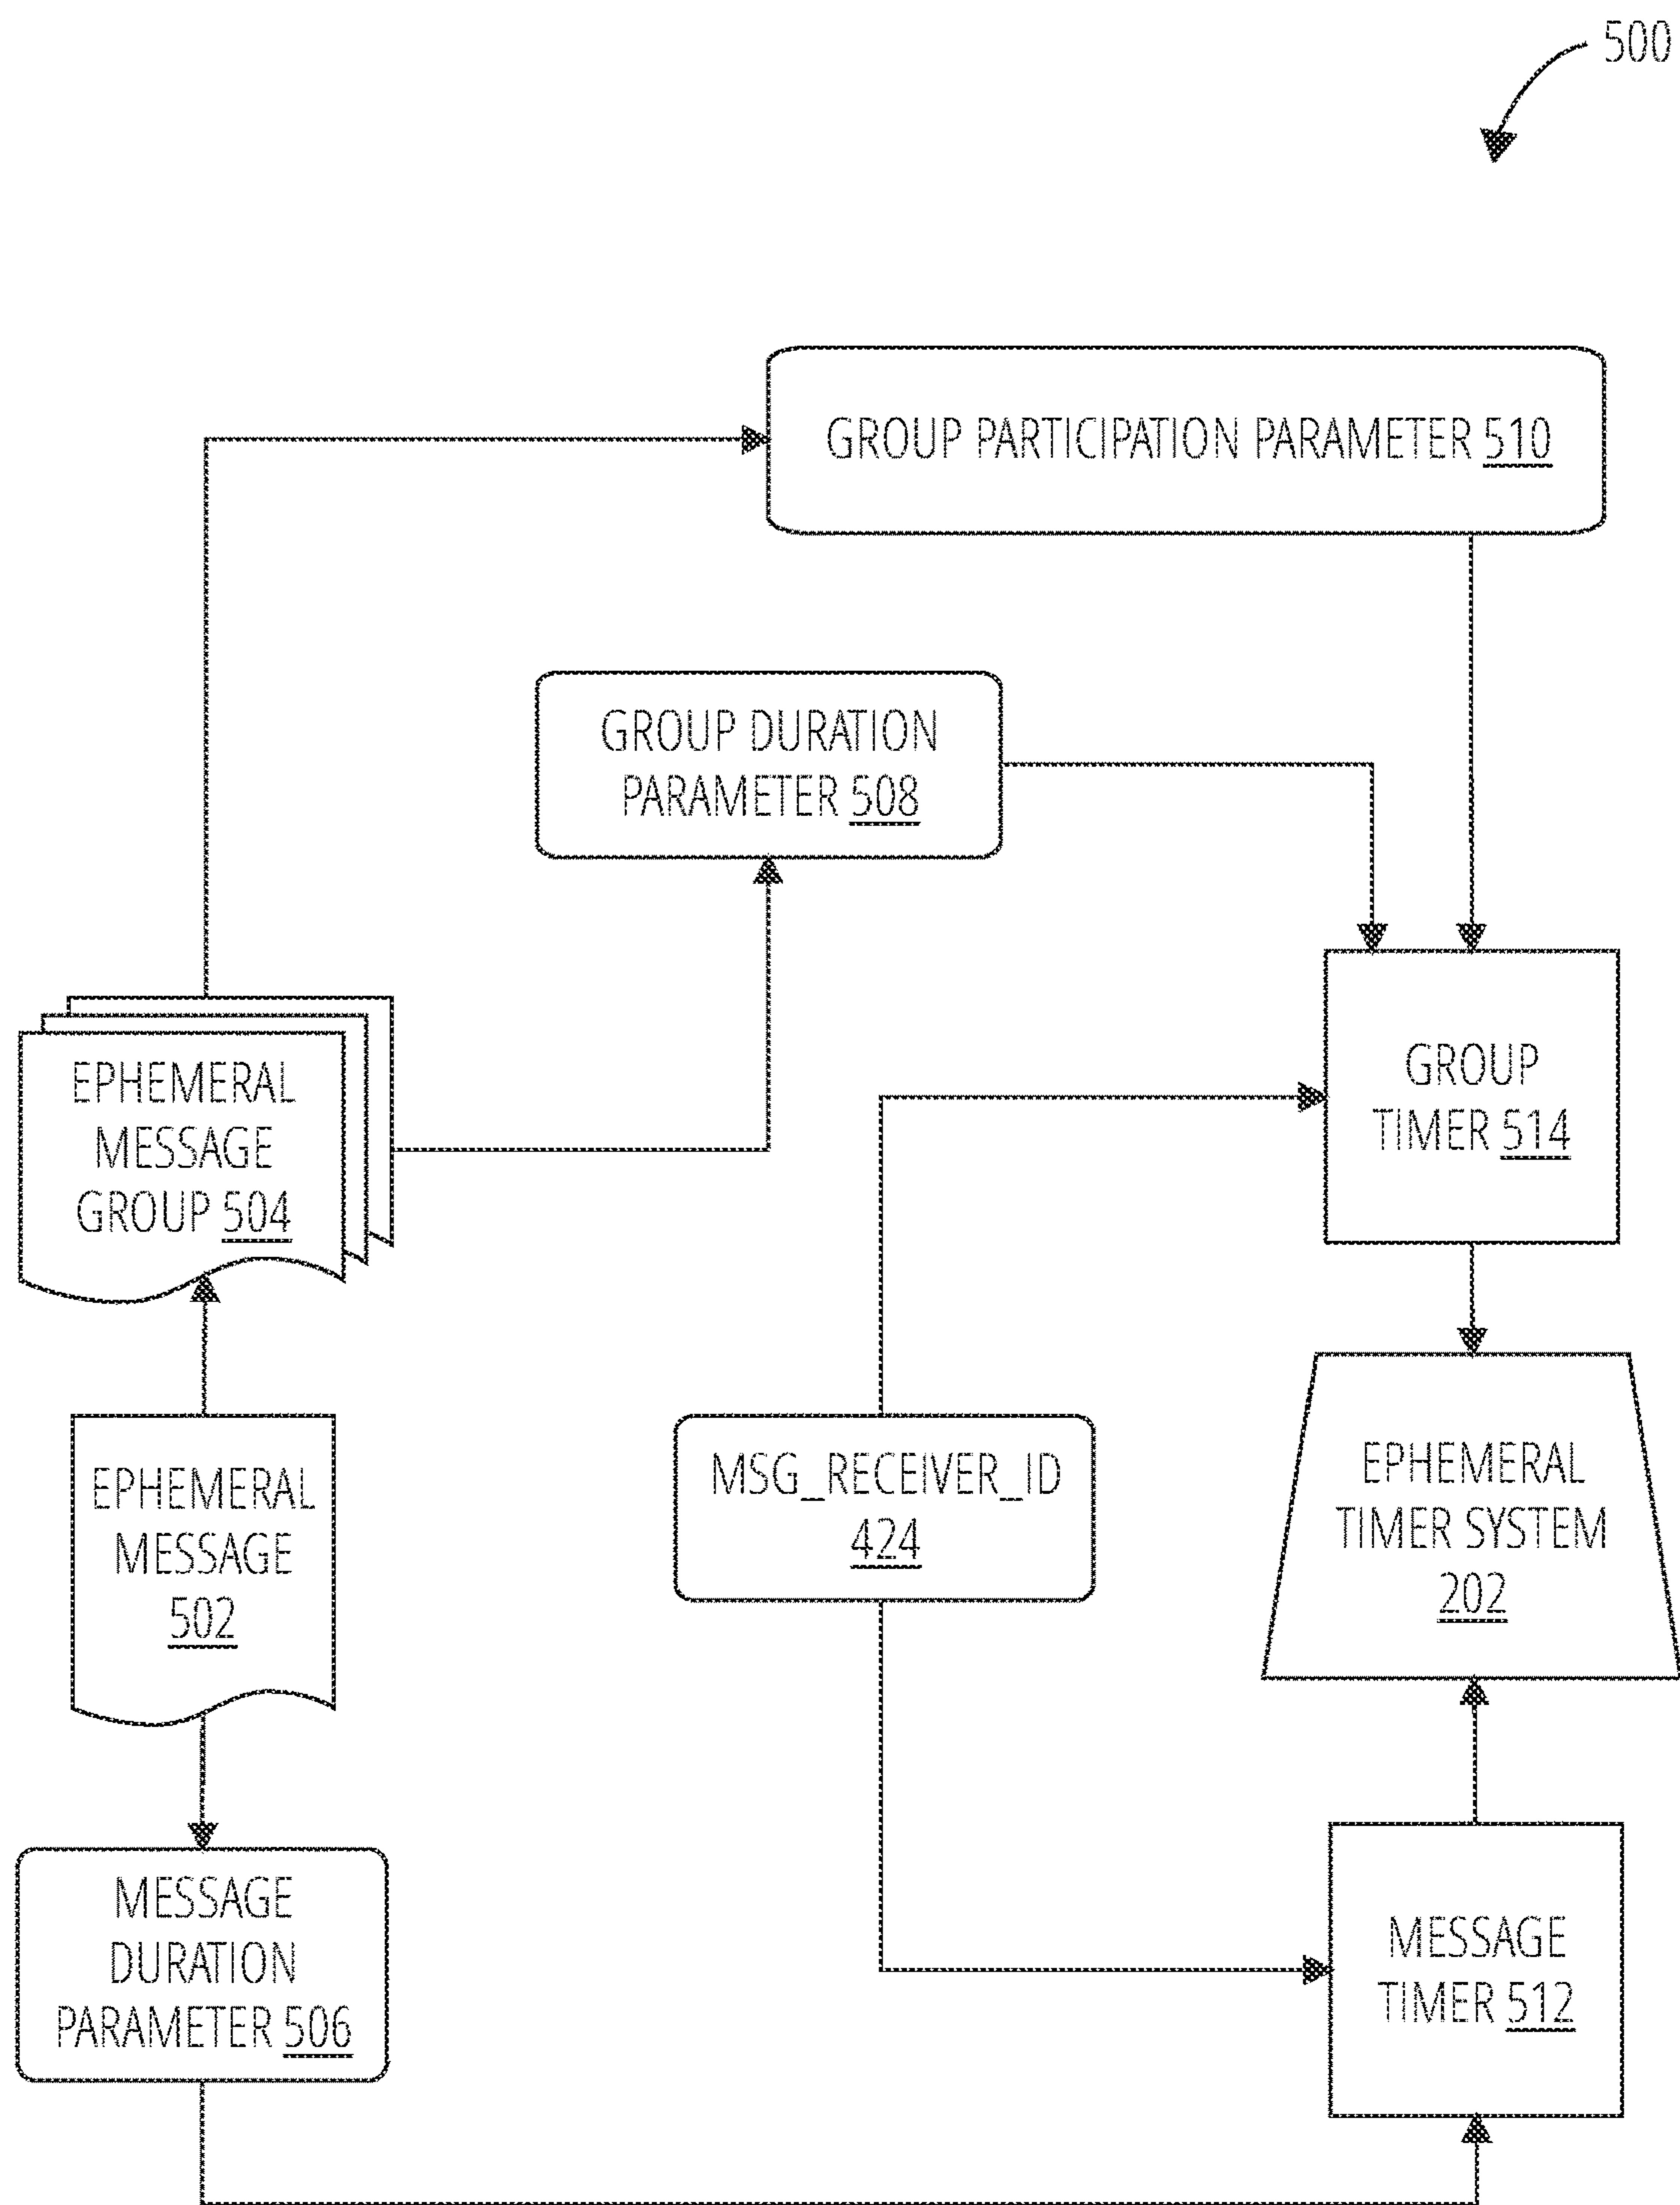 500
GROUP PARTICIPATION PARAMETER 510
GROUP DURATION
PARAMETER 508
EPHEMERAL
MESSAGE
GROUP 504
GROUP
TIMER 514
EPHEMERAL
MESSAGE
502
MSG_RECEIVER_ID
424
EPHEMERAL
TIMER SYSTEM
202
MESSAGE
DURATION
PARAMETER 506
MESSAGE
TIMER 512